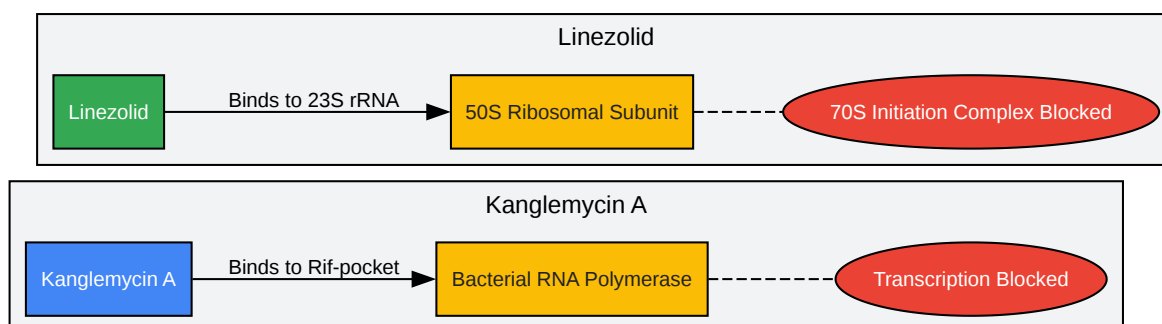 Linezolid
Linezolid
Binds to 23S rRNA
50S Ribosomal Subunit
70S Initiation Complex Blocked
Kanglemycin A
Kanglemycin A
Binds to Rif-pocket
Bacterial RNA Polymerase
Transcription Blocked